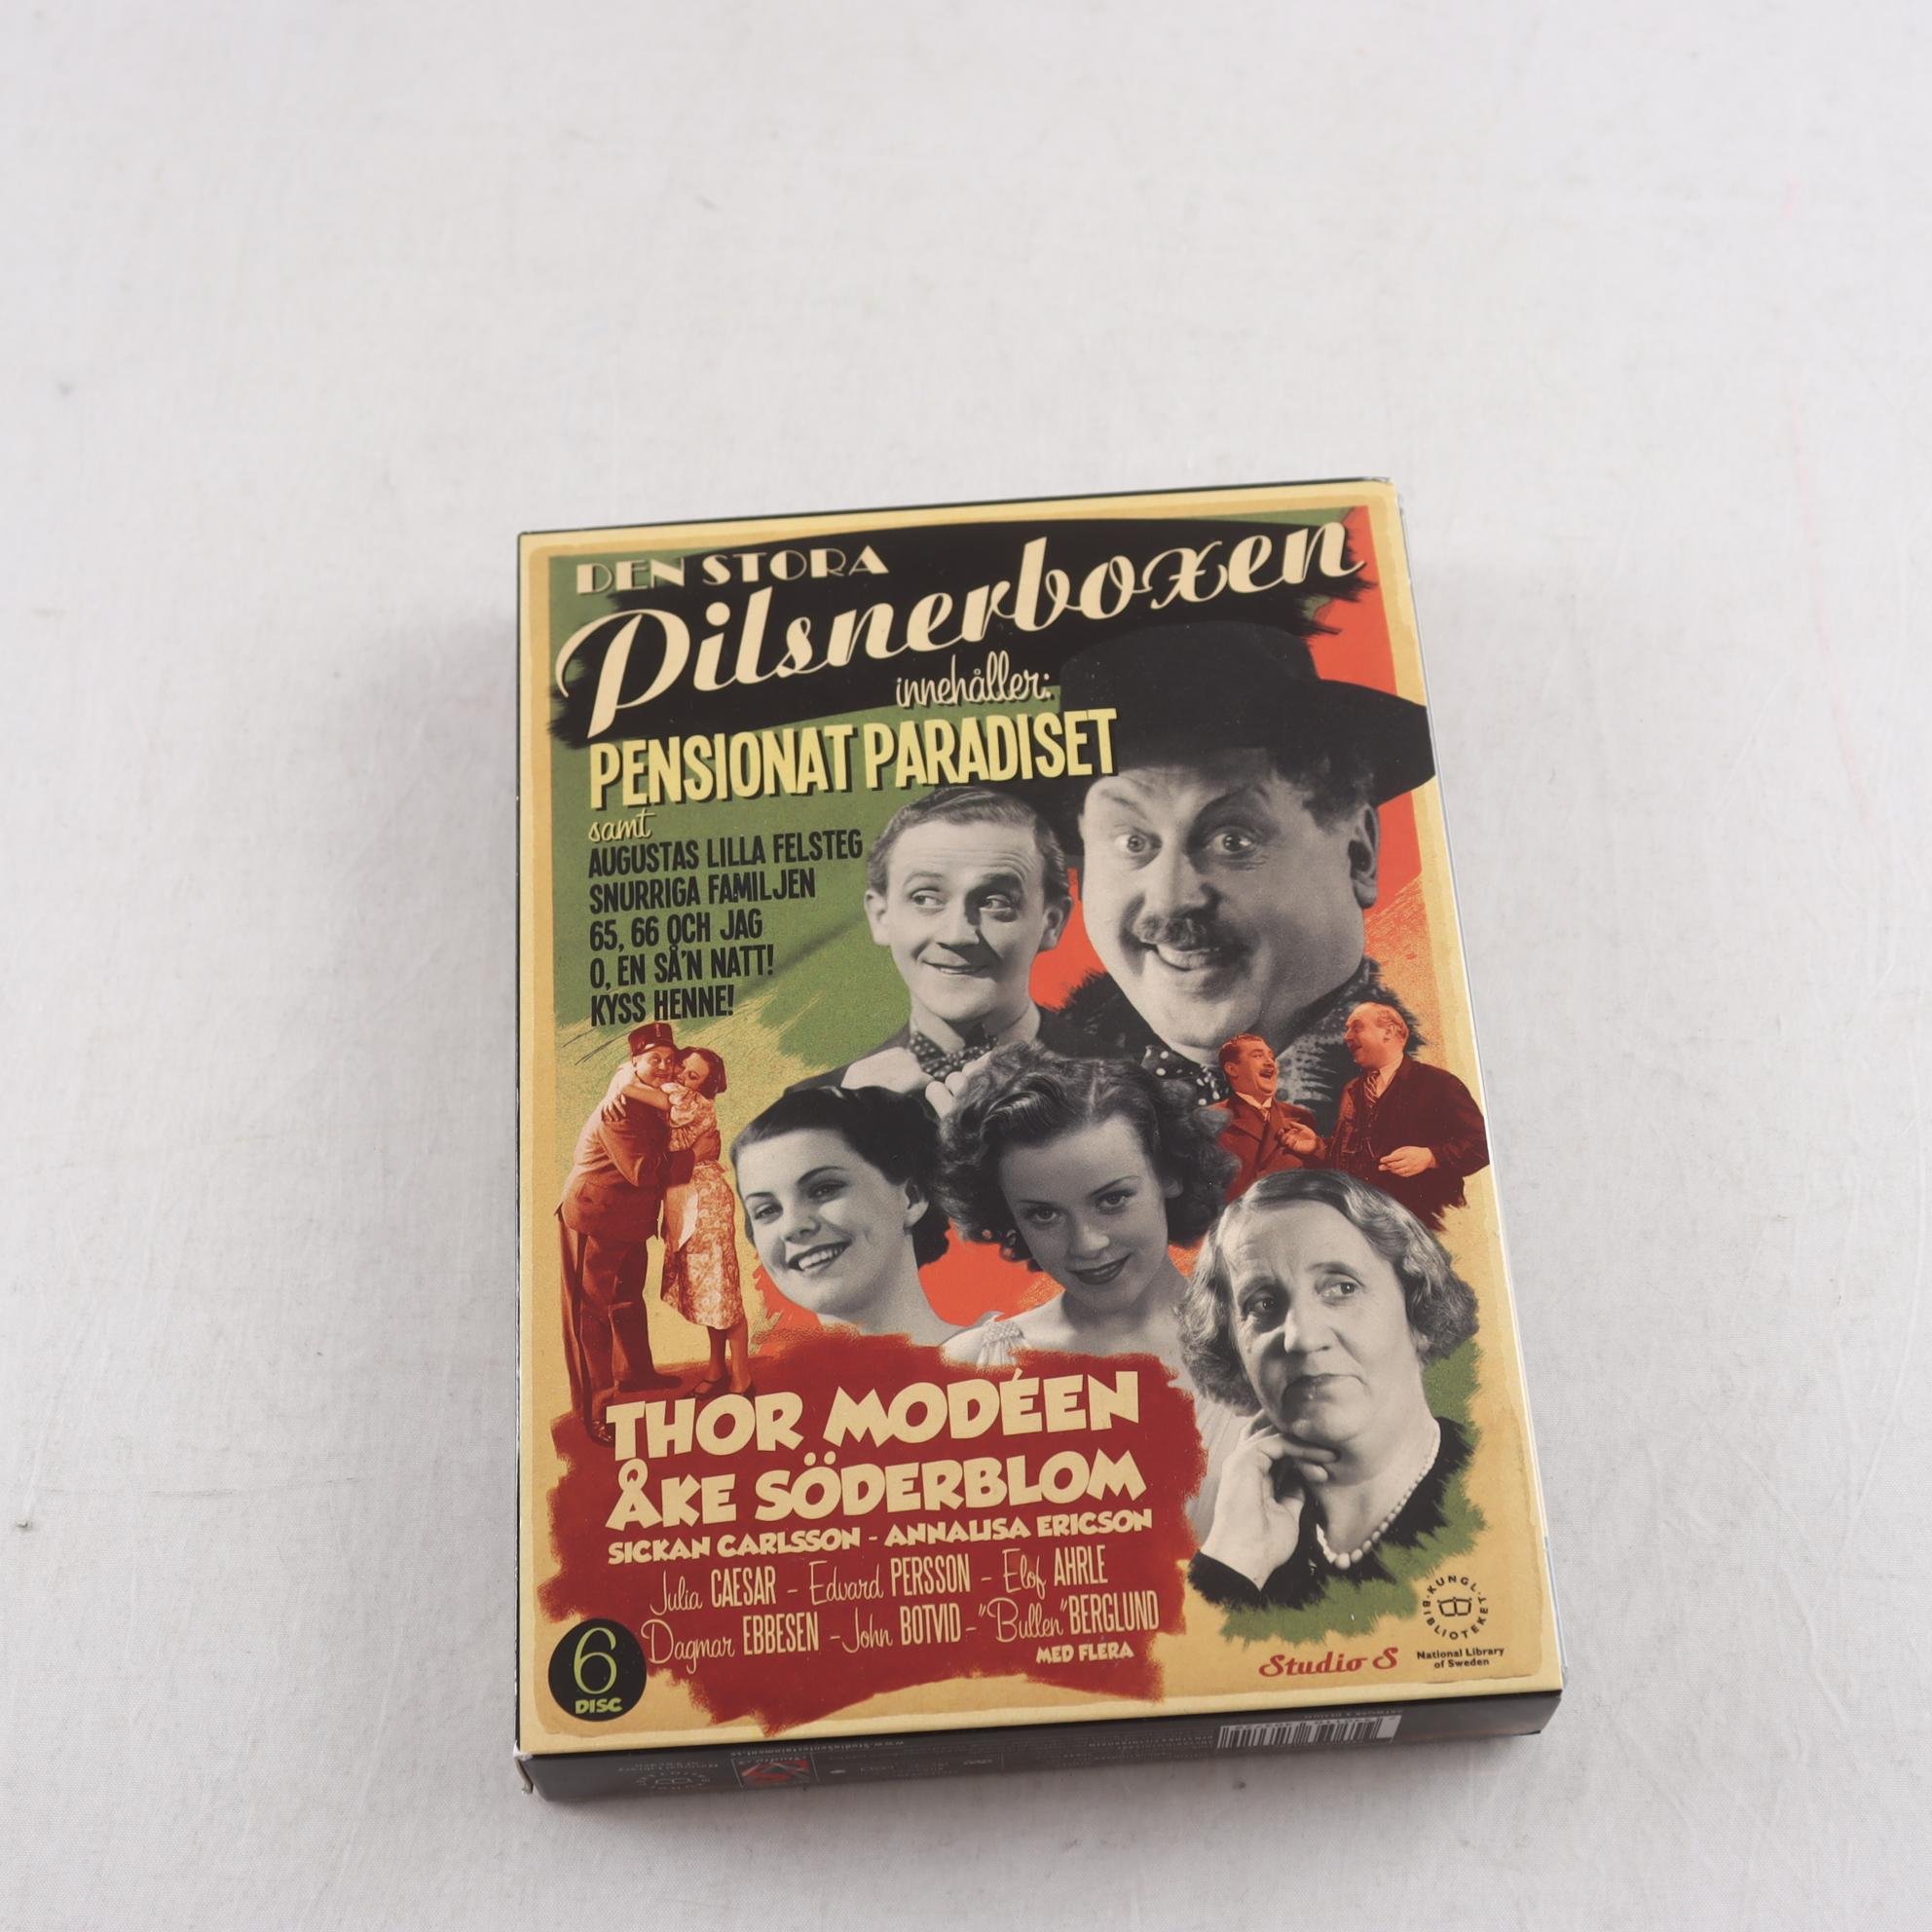 DEN STORA
Pilsnerboxen
innehåller:
PENSIONAT PARADISET
samt
AUGUSTAS LILLA FELSTEG
SNURRIGA FAMILJEN
65, 66 OCH JAG
O, EN SÅ'N NATT!
KYSS HENNE!
THOR MODÉEN
ÅKE SÖDERBLOM
SICKAN CARLSSON - ANNALISA ERICSON
Julia CAESAR - Edvard PERSSON - Elof AHRLE
Dagmar EBBESEN - John BOTVID - "Bullen" BERGLUND
MED FLERA
6
DISC
Studio S
KUNGL.
BIBLIOTEKET
National Library
of Sweden